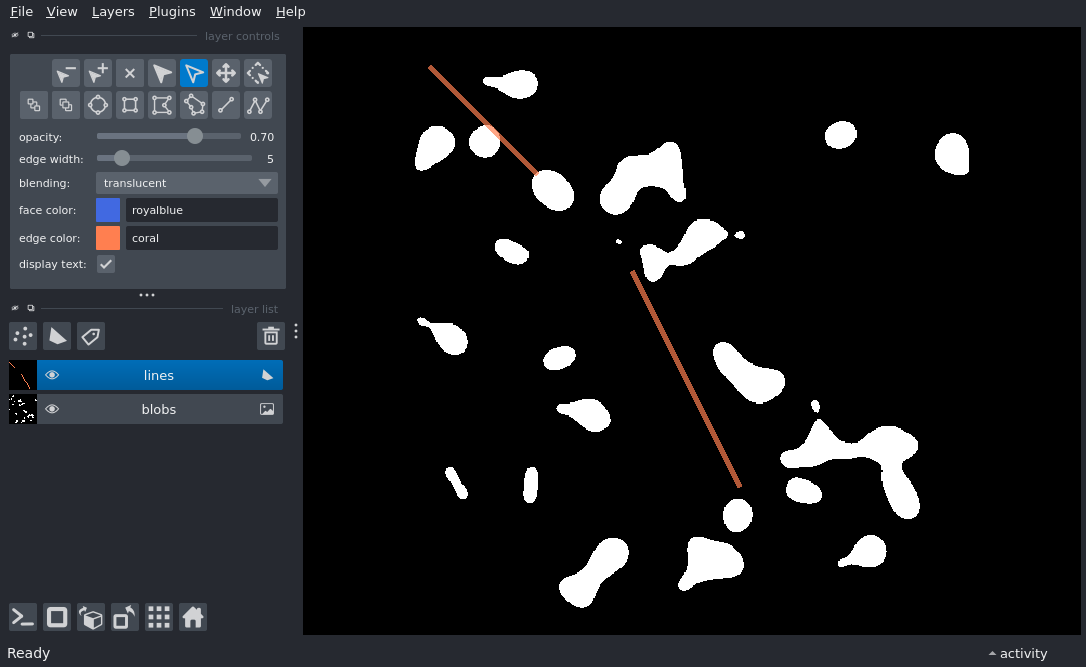 File View Layers Plugins Window Help
layer controls
opacity: 0.70
edge width: 5
blending: translucent
face color: royalblue
edge color: coral
display text:
layer list
lines
blobs
Ready
activity